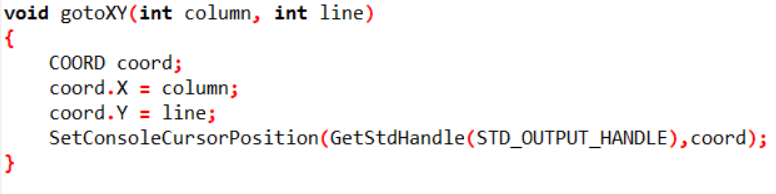 void gotoXY(int column, int line)
{
    COORD coord;
    coord.X = column;
    coord.Y = line;
    SetConsoleCursorPosition(GetStdHandle(STD_OUTPUT_HANDLE),coord);
}